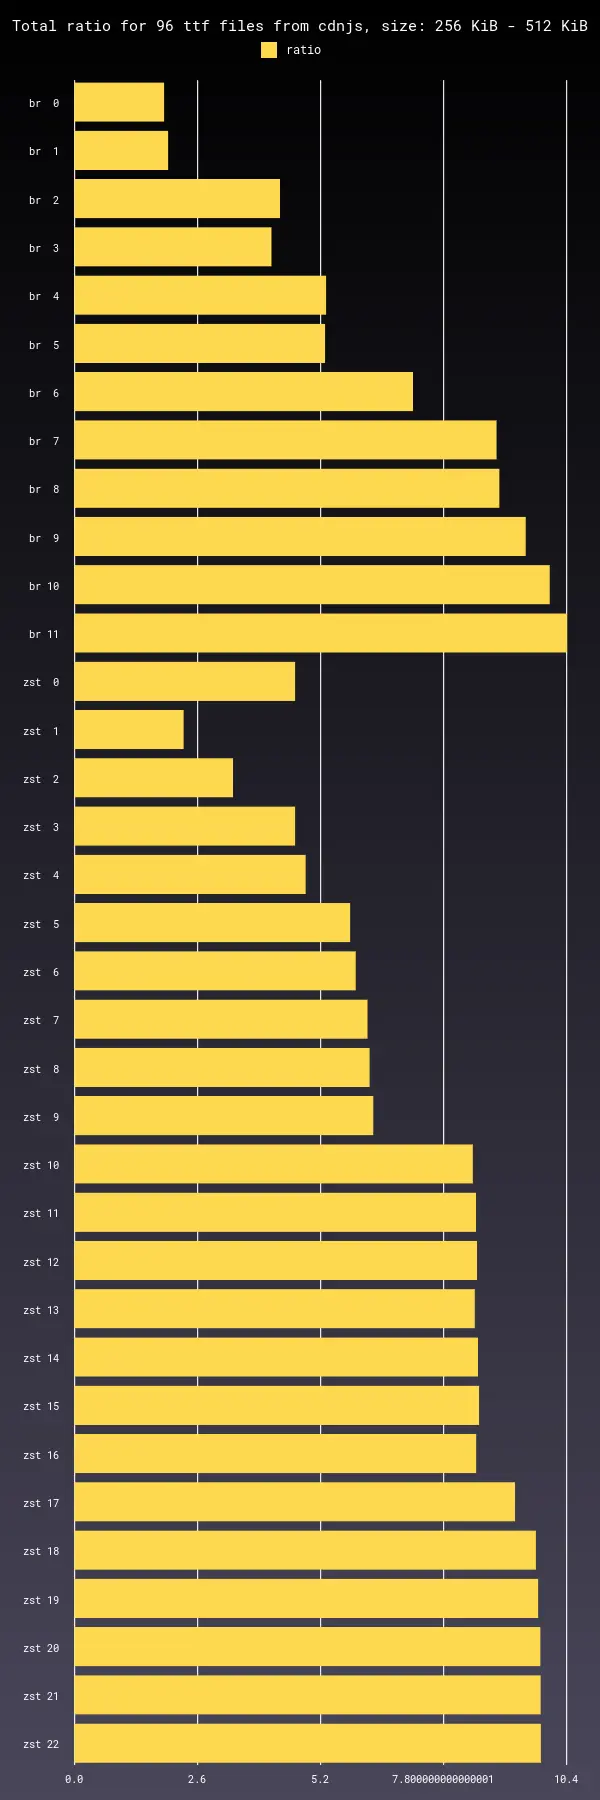 Total ratio for 96 ttf files from cdnjs, size: 256 KiB - 512 KiB
ratio
br  0
br  1
br  2
br  3
br  4
br  5
br  6
br  7
br  8
br  9
br 10
br 11
zst  0
zst  1
zst  2
zst  3
zst  4
zst  5
zst  6
zst  7
zst  8
zst  9
zst 10
zst 11
zst 12
zst 13
zst 14
zst 15
zst 16
zst 17
zst 18
zst 19
zst 20
zst 21
zst 22
0.0 2.6 5.2 7.800000000000001 10.4